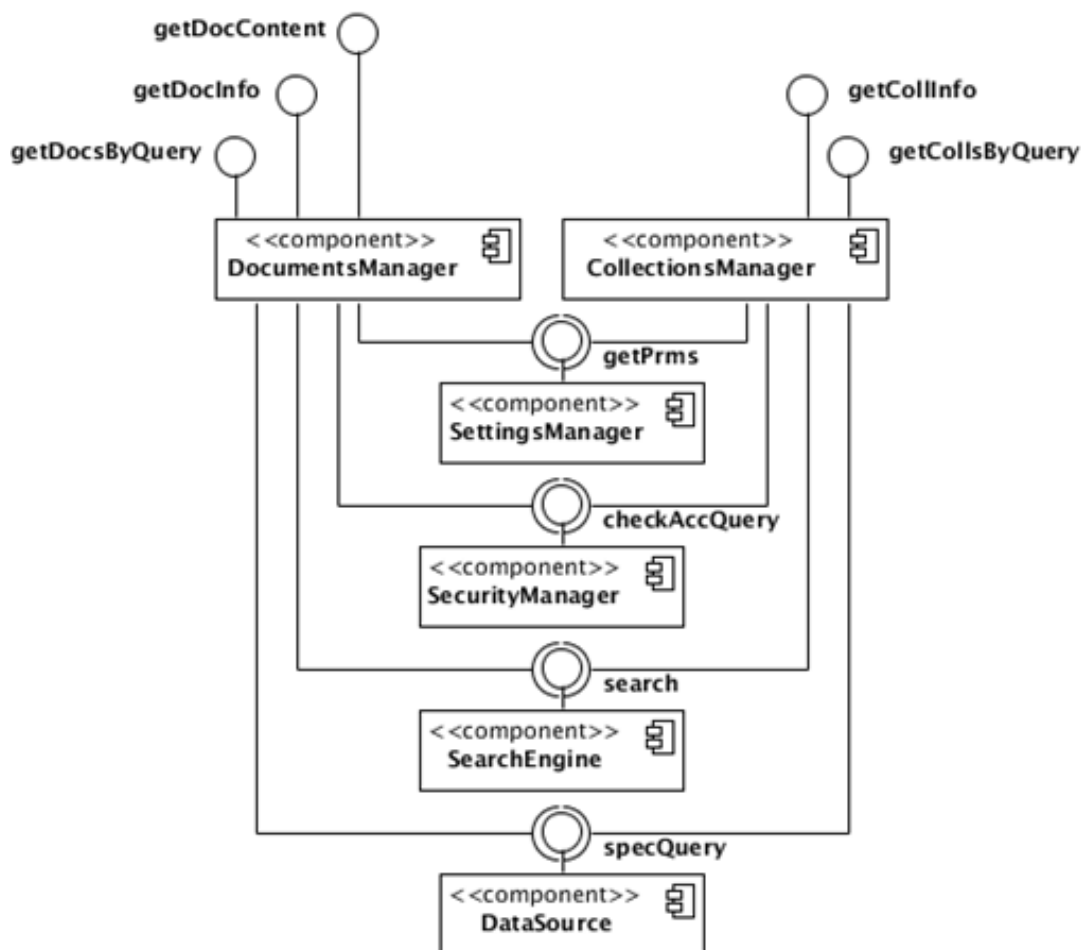 getDocContent
getDocInfo
getCollInfo
getDocsByQuery
getCollsByQuery
<<component>>
DocumentsManager
<<component>>
CollectionsManager
getPrms
<<component>>
SettingsManager
checkAccQuery
<<component>>
SecurityManager
search
<<component>>
SearchEngine
specQuery
<<component>>
DataSource